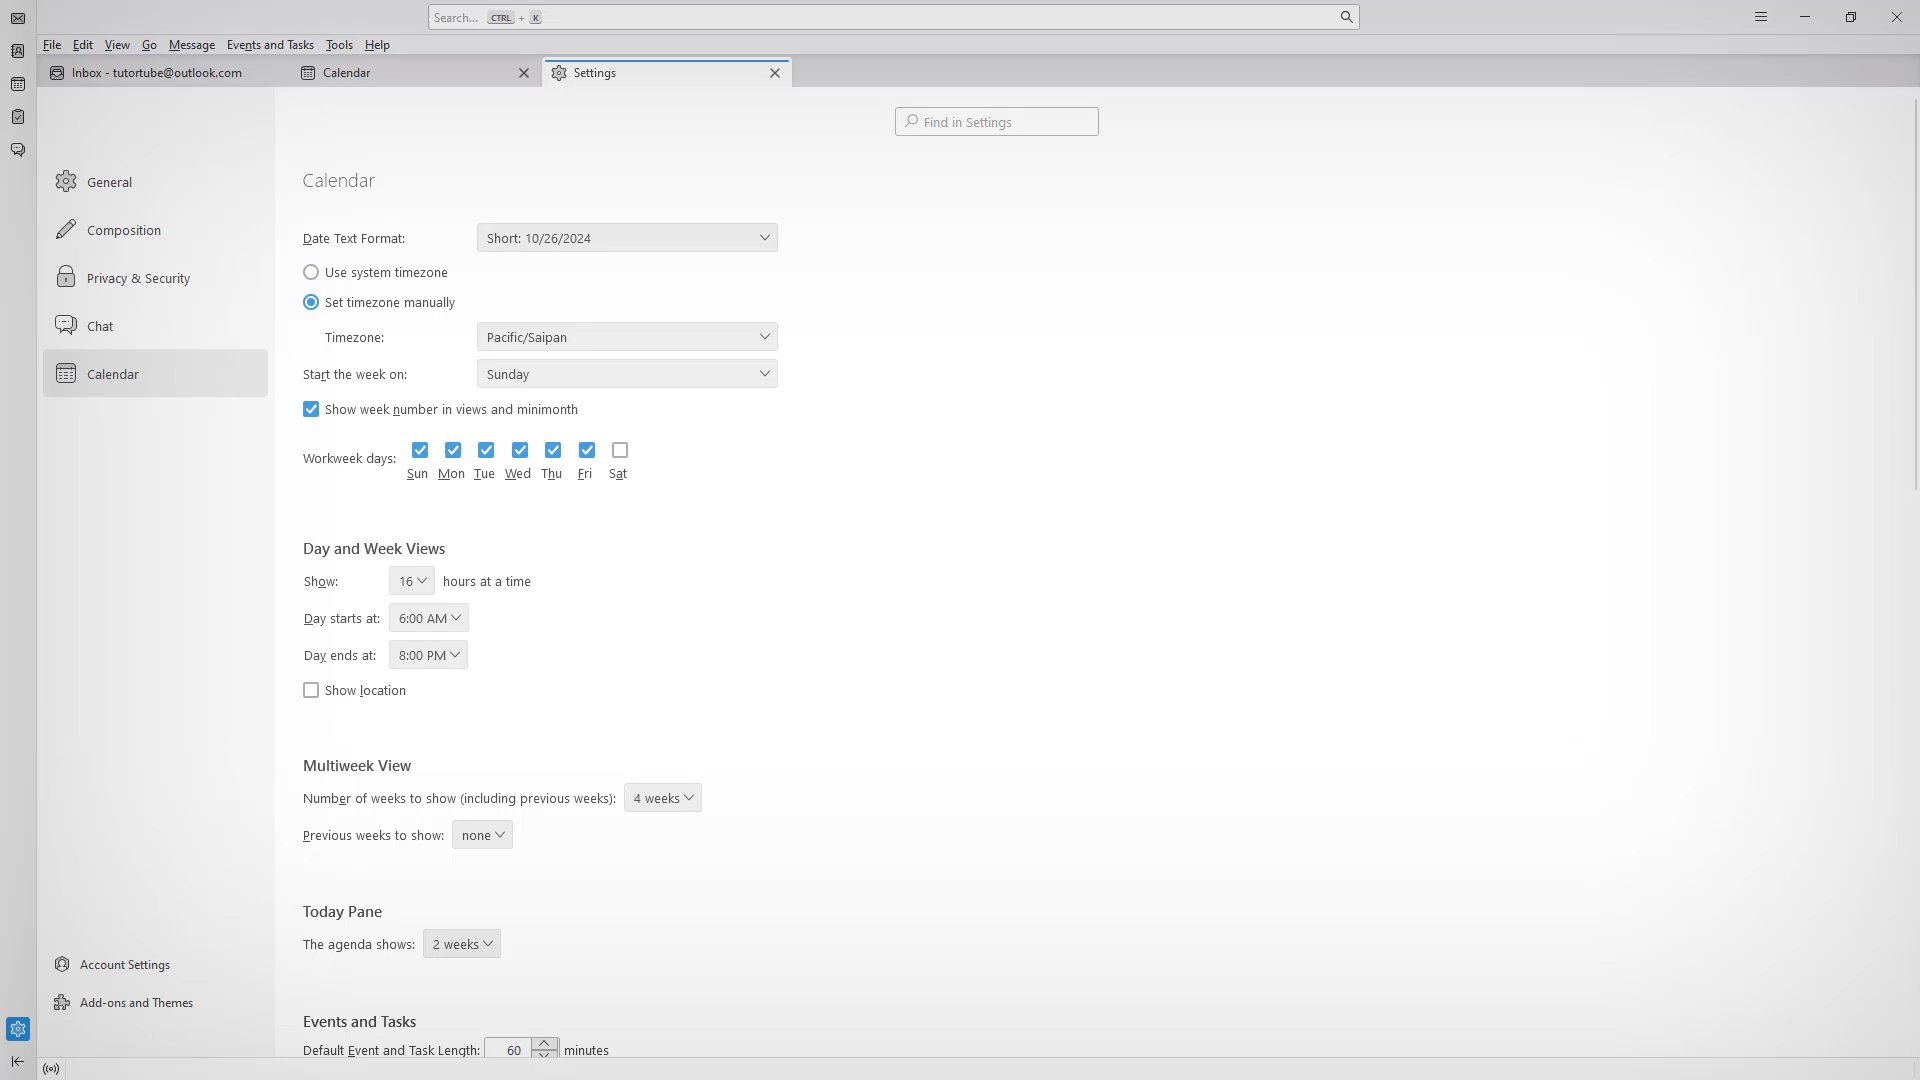 Search... CTRL + K
File Edit View Go Message Events and Tasks Tools Help
Inbox - tutortube@outlook.com Calendar Settings
Find in Settings
General
Composition
Privacy & Security
Chat
Calendar
Account Settings
Add-ons and Themes
Calendar
Date Text Format: Short: 10/26/2024
Use system timezone
Set timezone manually
Timezone: Pacific/Saipan
Start the week on: Sunday
Show week number in views and minimonth
Workweek days: Sun Mon Tue Wed Thu Fri Sat
Day and Week Views
Show: 16 hours at a time
Day starts at: 6:00 AM
Day ends at: 8:00 PM
Show location
Multiweek View
Number of weeks to show (including previous weeks): 4 weeks
Previous weeks to show: none
Today Pane
The agenda shows: 2 weeks
Events and Tasks
Default Event and Task Length: 60 minutes